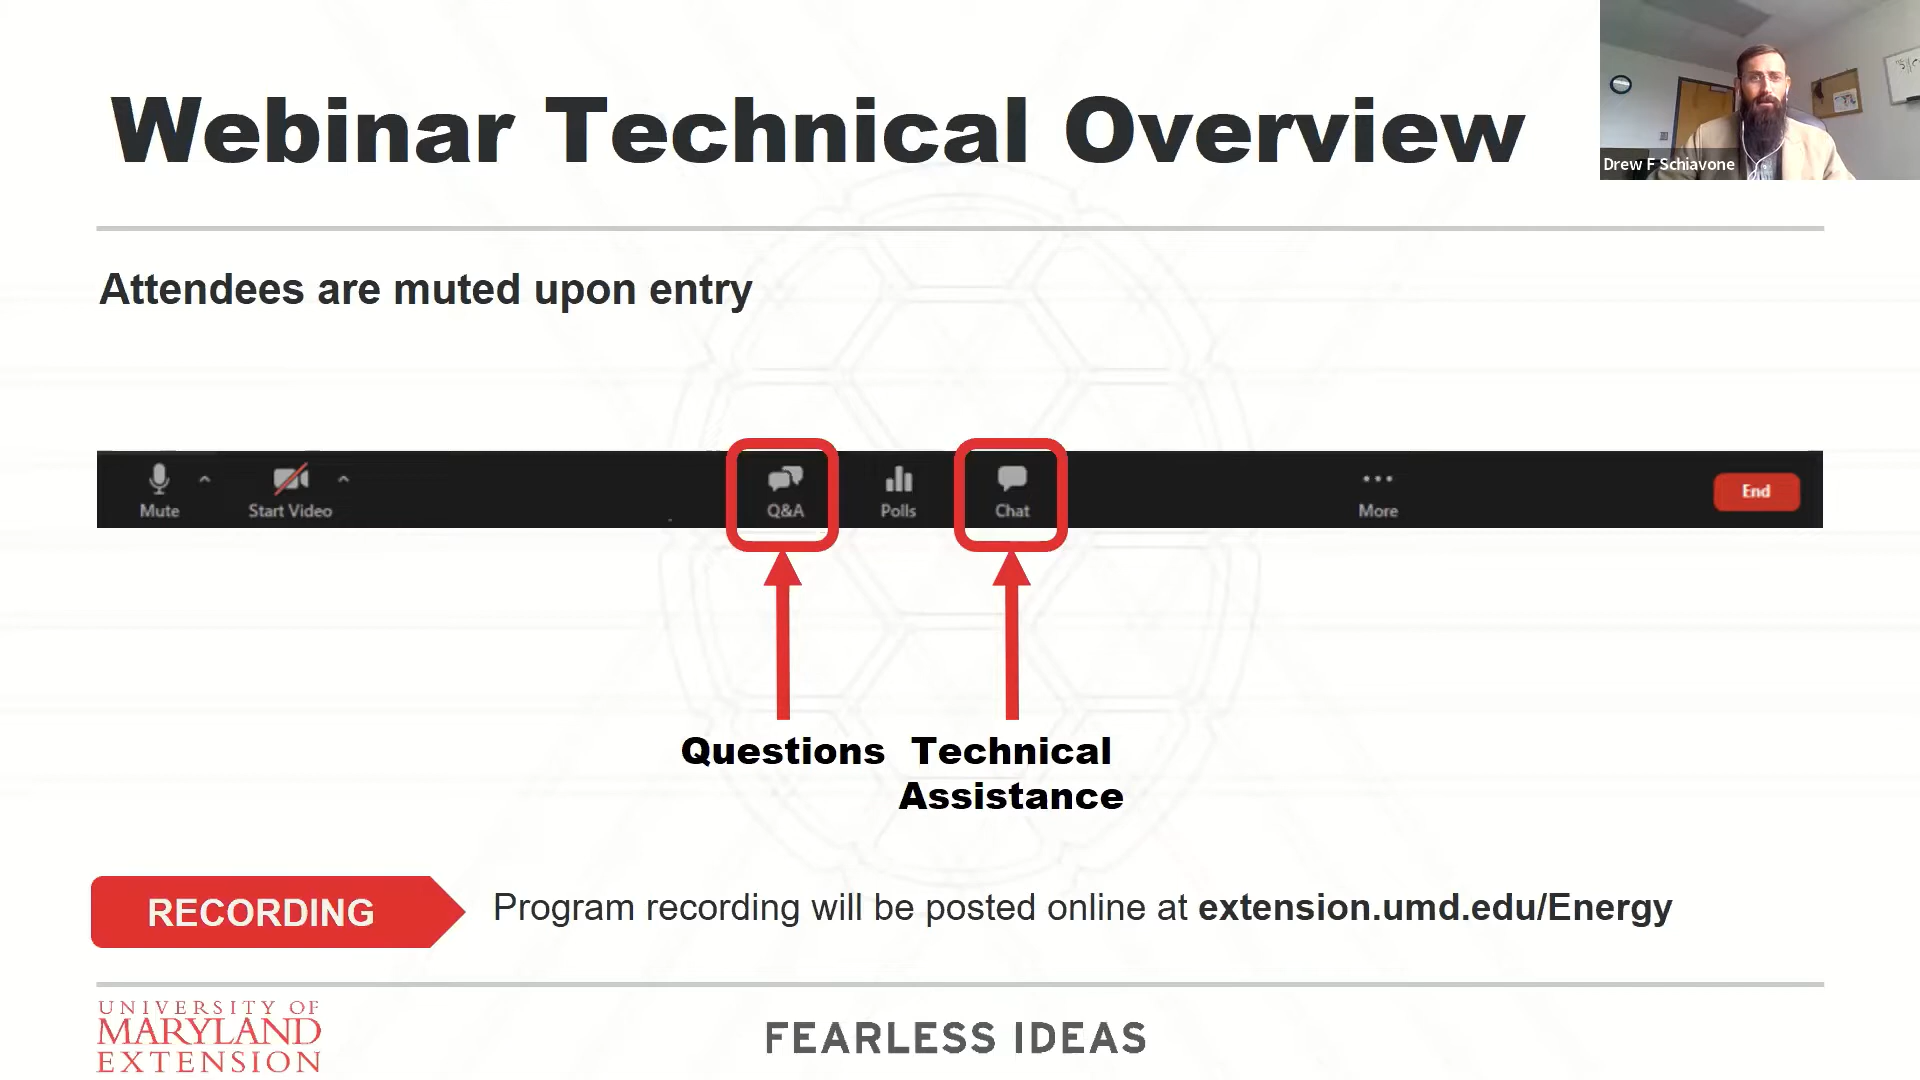 Webinar Technical Overview
Drew F Schiavone
Attendees are muted upon entry
Mute
Start Video
Q&A
Polls
Chat
More
End
Questions
Technical
Assistance
RECORDING
Program recording will be posted online at extension.umd.edu/Energy
UNIVERSITY OF
MARYLAND
EXTENSION
FEARLESS IDEAS